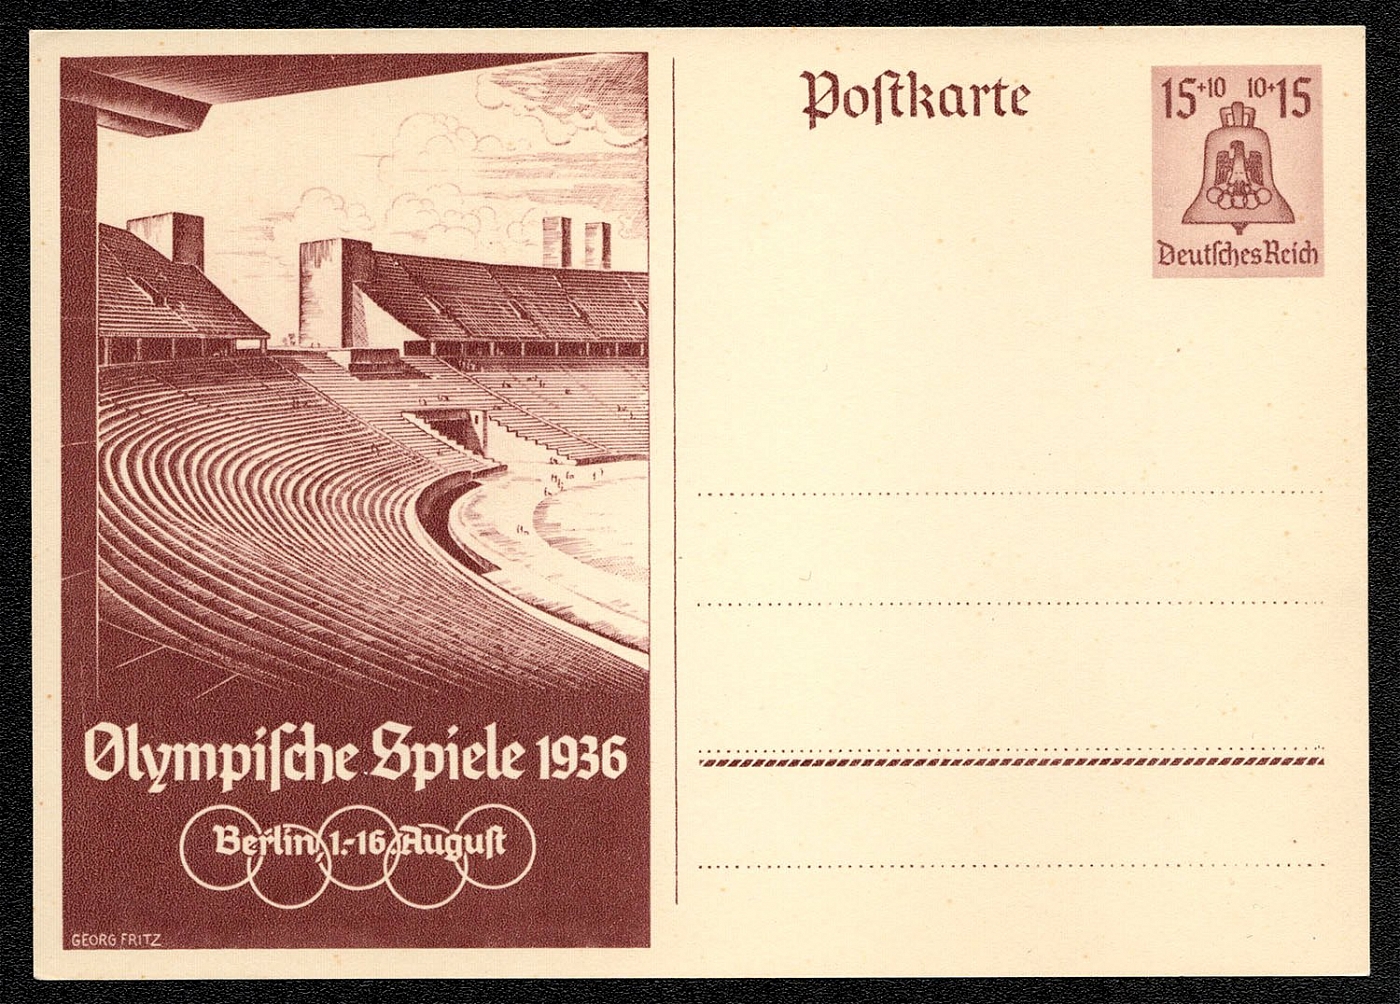 Postkarte
15+10 10+15
Deutsches Reich
Olympische Spiele 1936
Berlin, 1.-16. August
GEORG FRITZ